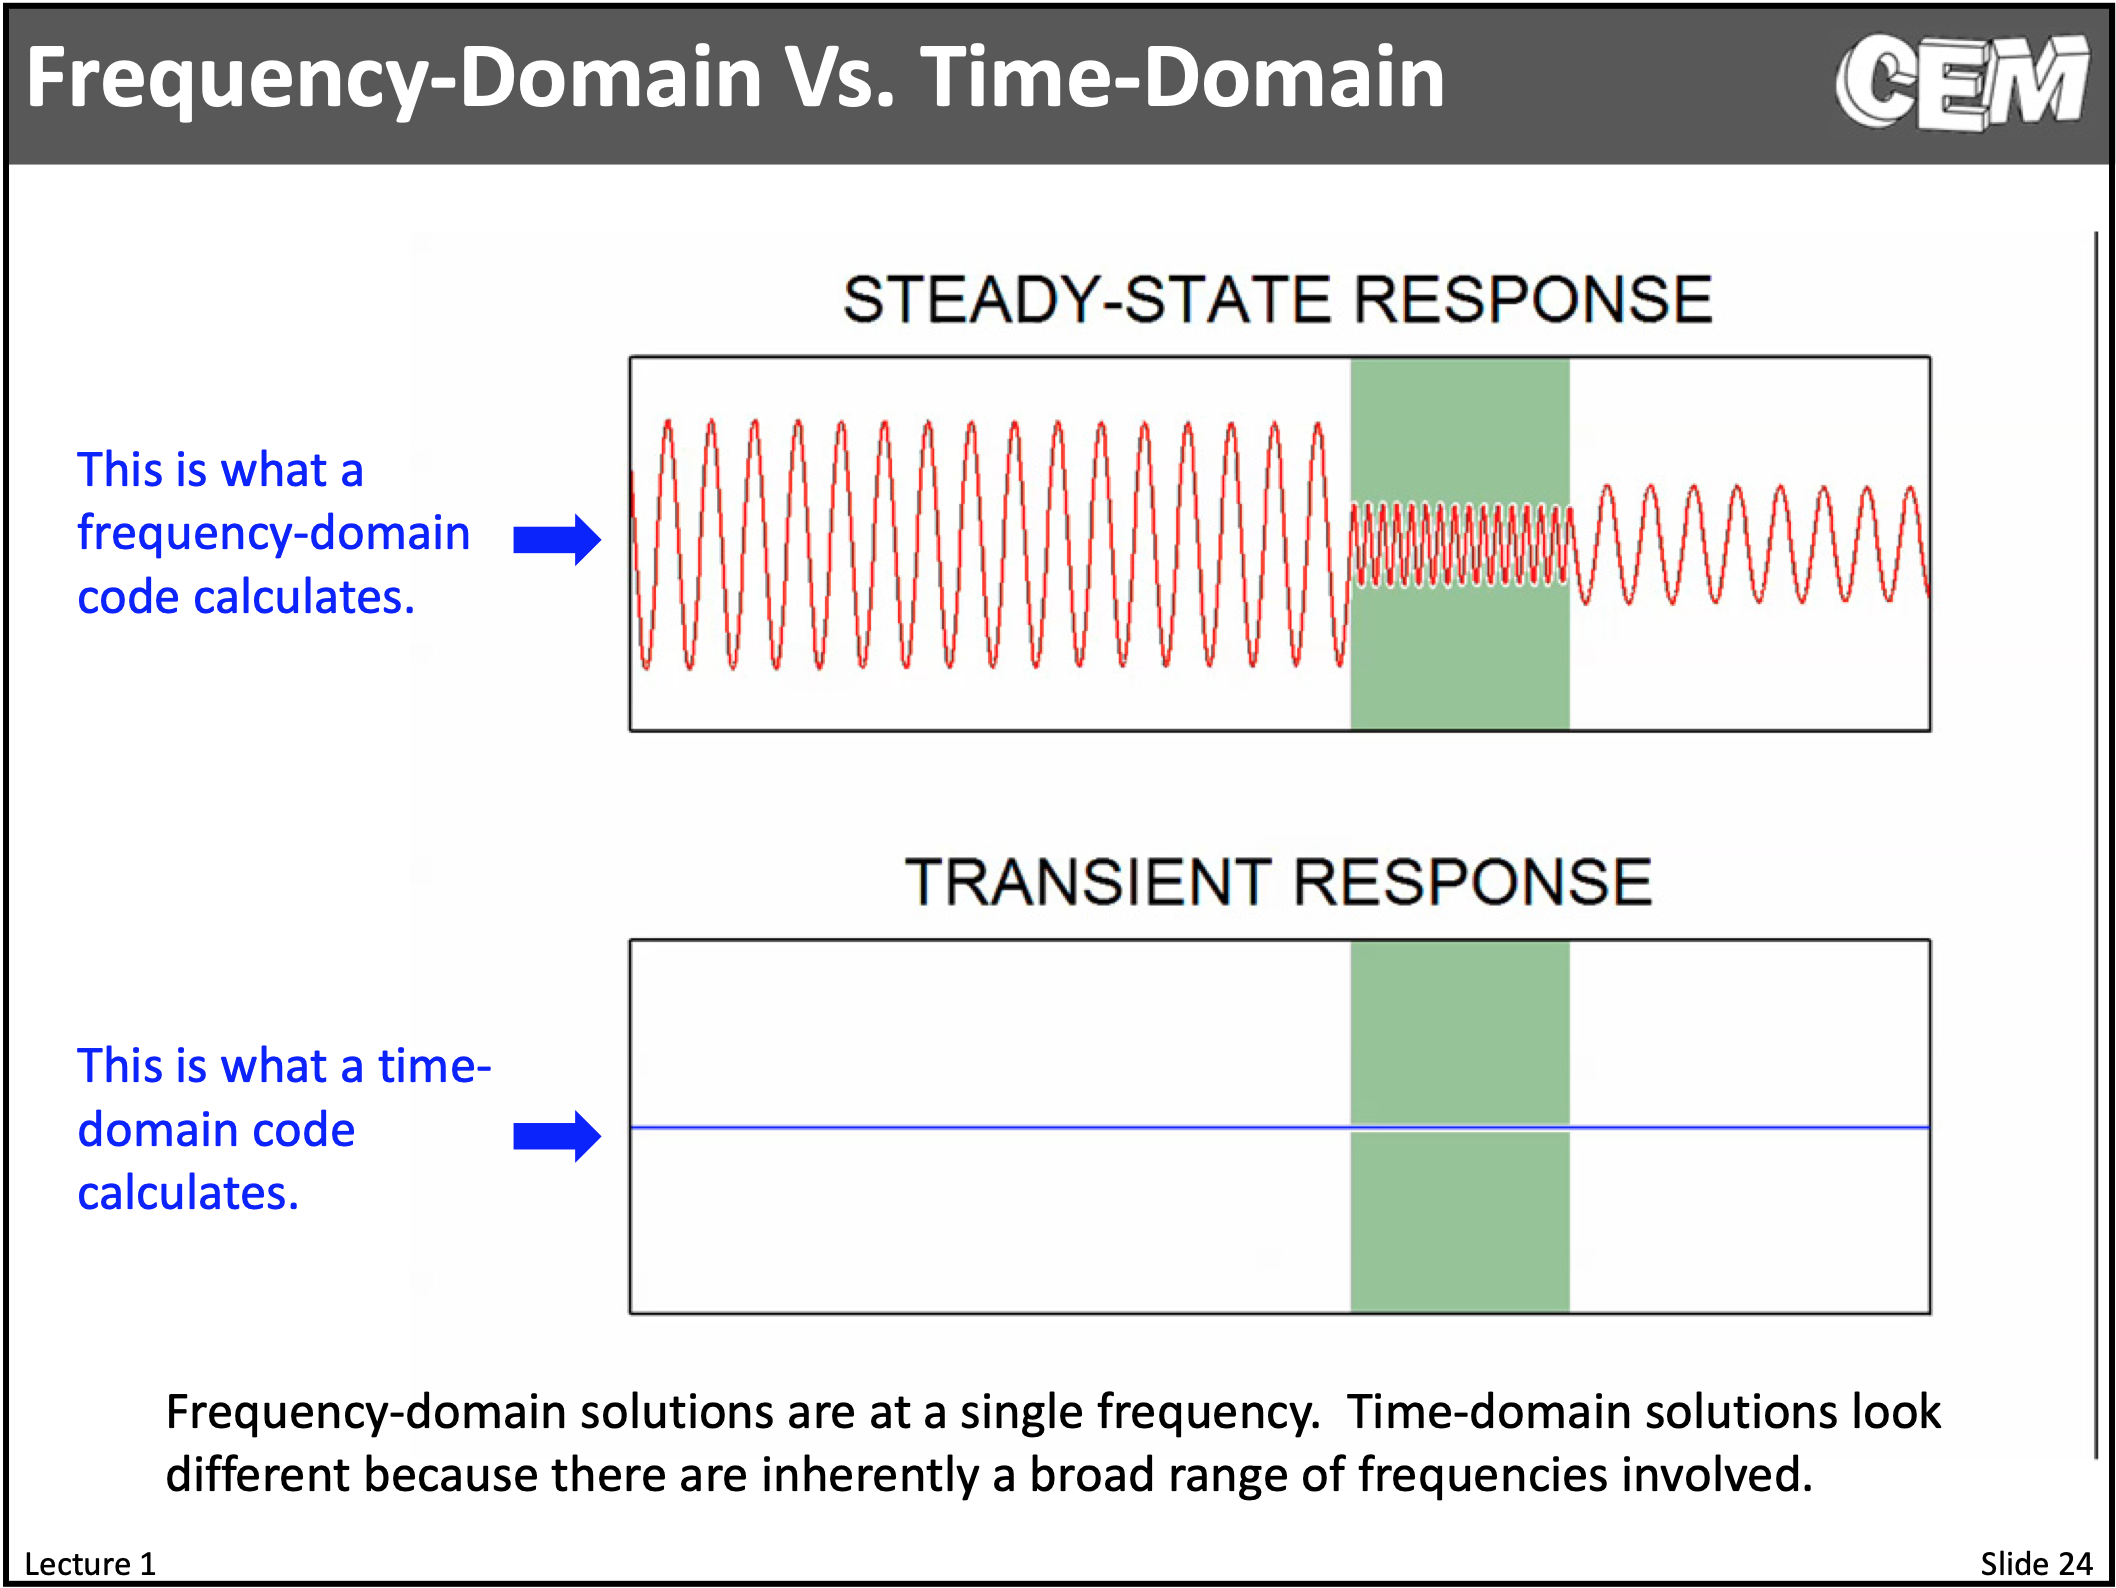 Frequency-Domain Vs. Time-Domain
CEM
STEADY-STATE RESPONSE
This is what a
frequency-domain
code calculates.
TRANSIENT RESPONSE
This is what a time-
domain code
calculates.
Frequency-domain solutions are at a single frequency.  Time-domain solutions look
different because there are inherently a broad range of frequencies involved.
Lecture 1
Slide 24